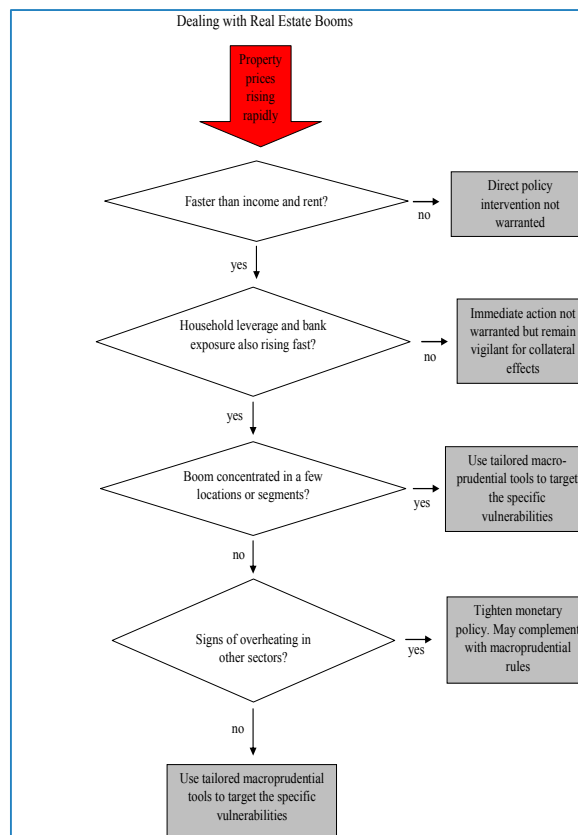 Dealing with Real Estate Booms
Property
prices
rising
rapidly
Faster than income and rent?
no
Direct policy
intervention not
warranted
yes
Household leverage and bank
exposure also rising fast?
no
Immediate action not
warranted but remain
vigilant for collateral
effects
yes
Boom concentrated in a few
locations or segments?
yes
Use tailored macro-
prudential tools to target
the specific
vulnerabilities
no
Signs of overheating in
other sectors?
yes
Tighten monetary
policy. May complement
with macroprudential
rules
no
Use tailored macroprudential
tools to target the specific
vulnerabilities